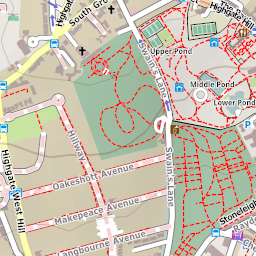 Highgate
South Gro
Highgate Hi
Upper Pond
Swain's Lane
Middle Pond
Lower Pond
Hillway
Highgate West Hill
Swain's Lane
Oakeshott Avenue
Makepeace Avenue
Langbourne Avenue
Stoneleigh